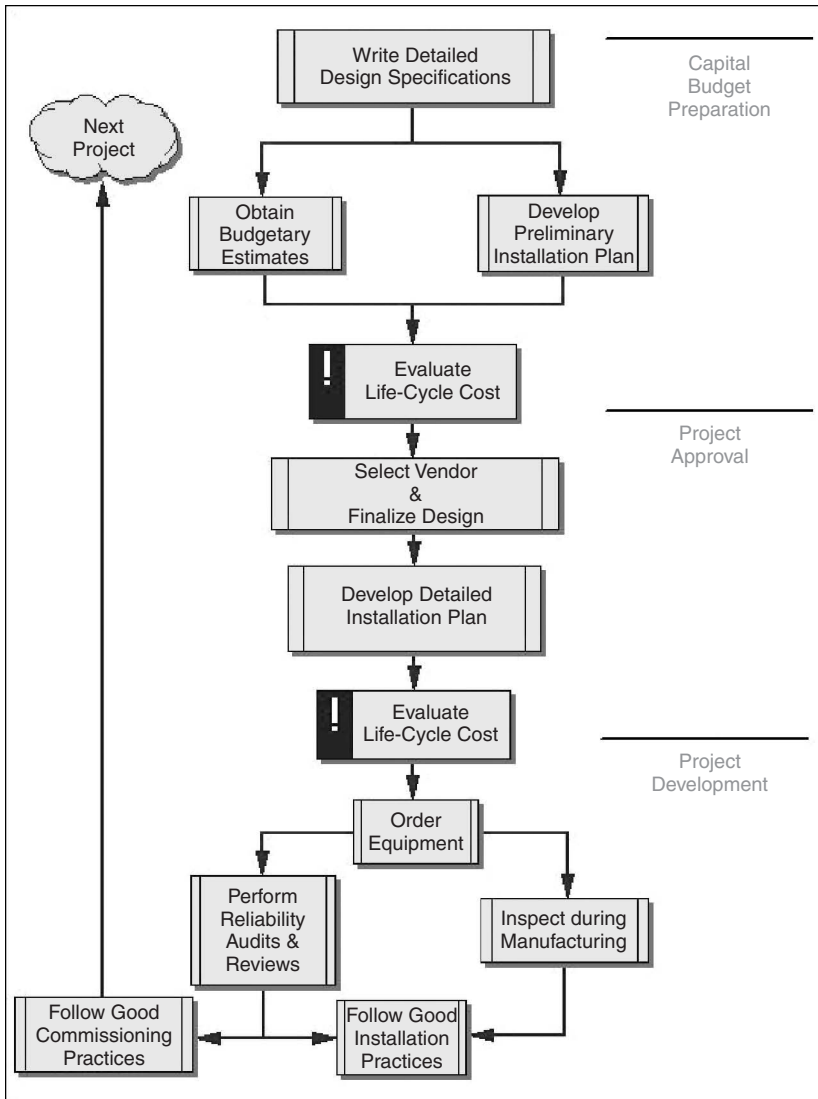 Write Detailed
Design Specifications
Capital
Budget
Preparation
Next
Project
Obtain
Budgetary
Estimates
Develop
Preliminary
Installation Plan
!
Evaluate
Life-Cycle Cost
Project
Approval
Select Vendor
&
Finalize Design
Develop Detailed
Installation Plan
!
Evaluate
Life-Cycle Cost
Project
Development
Order
Equipment
Perform
Reliability
Audits &
Reviews
Inspect during
Manufacturing
Follow Good
Commissioning
Practices
Follow Good
Installation
Practices